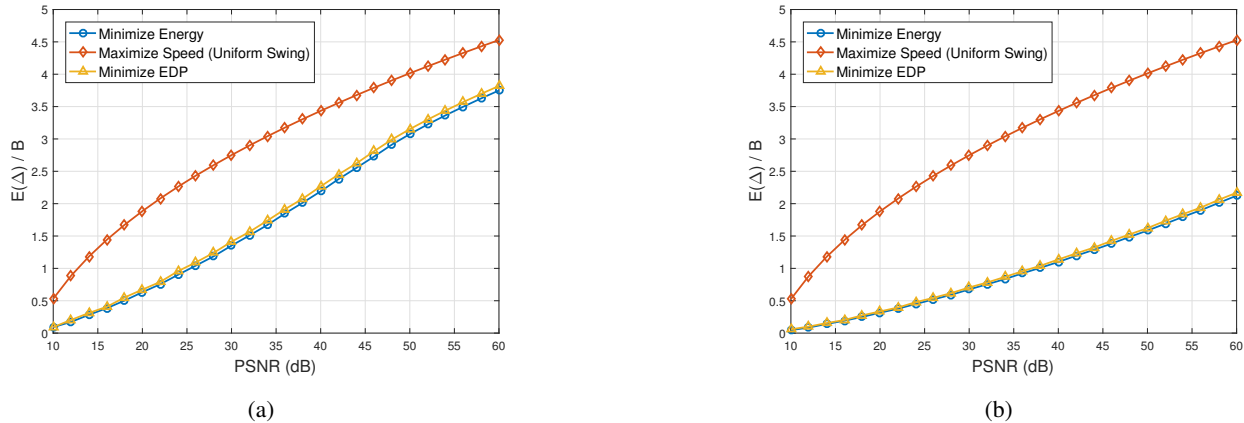 5
4.5
4
3.5
3
2.5
2
1.5
1
0.5
0
E(Δ) / B
Minimize Energy
Maximize Speed (Uniform Swing)
Minimize EDP
10 15 20 25 30 35 40 45 50 55 60
PSNR (dB)
(a)
5
4.5
4
3.5
3
2.5
2
1.5
1
0.5
0
E(Δ) / B
Minimize Energy
Maximize Speed (Uniform Swing)
Minimize EDP
10 15 20 25 30 35 40 45 50 55 60
PSNR (dB)
(b)